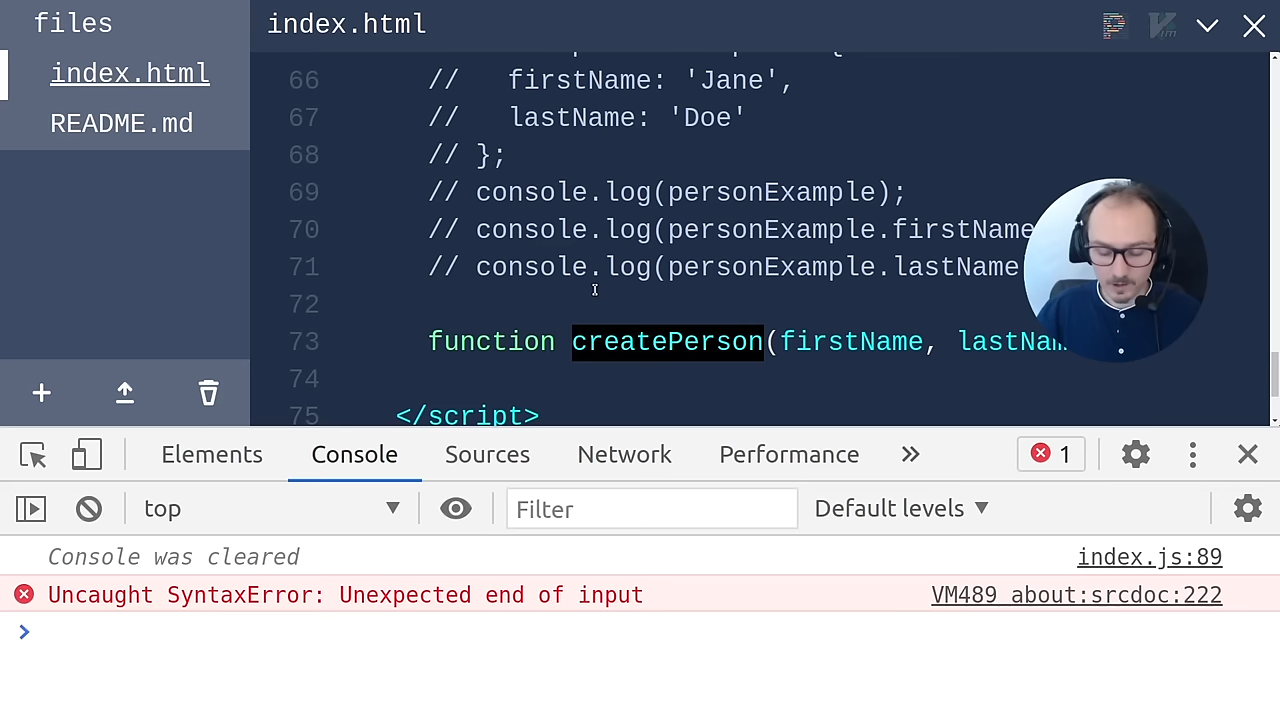 files
index.html
README.md
index.html
66 //   firstName: 'Jane',
67 //   lastName: 'Doe'
68 // };
69 // console.log(personExample);
70 // console.log(personExample.firstName
71 // console.log(personExample.lastName
72
73 function createPerson(firstName, lastNam
74
75 </script>
Elements Console Sources Network Performance » 1
top Filter Default levels
Console was cleared index.js:89
Uncaught SyntaxError: Unexpected end of input VM489 about:srcdoc:222
>